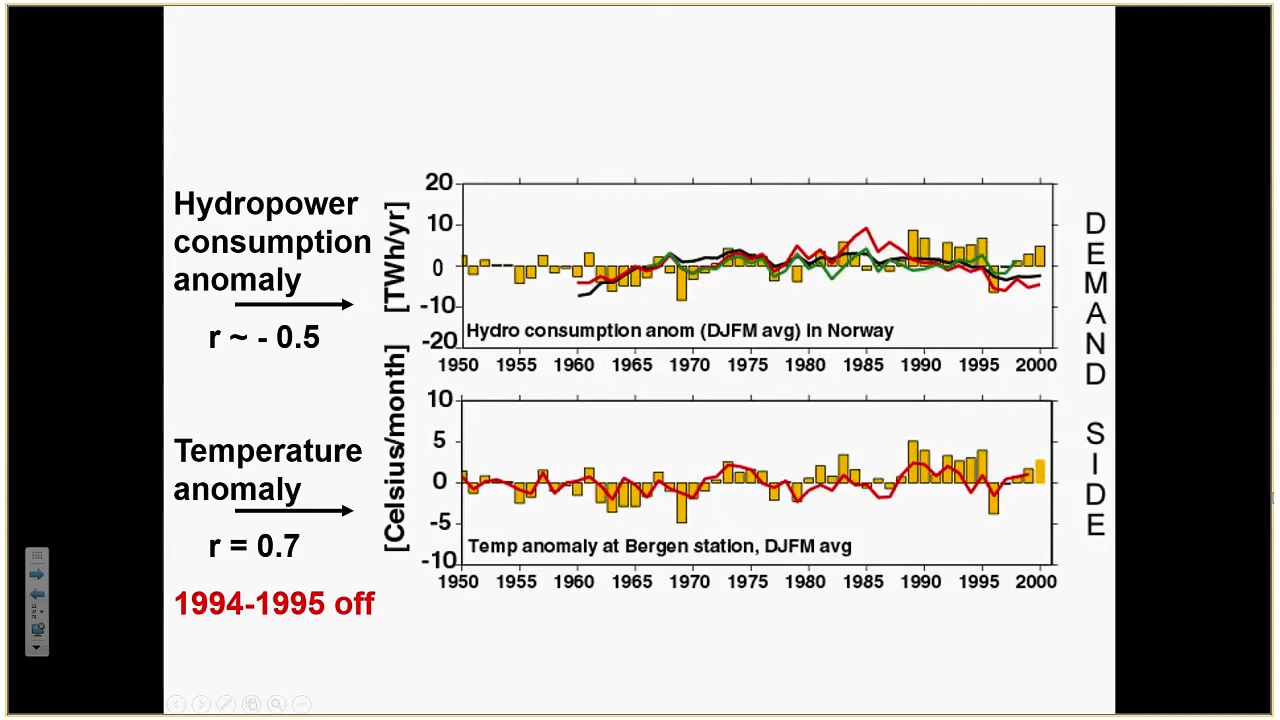 Hydropower
consumption
anomaly
r ~ - 0.5
[TWh/yr]
20
10
0
-10
-20
Hydro consumption anom (DJFM avg) in Norway
1950 1955 1960 1965 1970 1975 1980 1985 1990 1995 2000
Temperature
anomaly
r = 0.7
1994-1995 off
[Celsius/month]
10
5
0
-5
-10
Temp anomaly at Bergen station, DJFM avg
1950 1955 1960 1965 1970 1975 1980 1985 1990 1995 2000
DEMAND SIDE